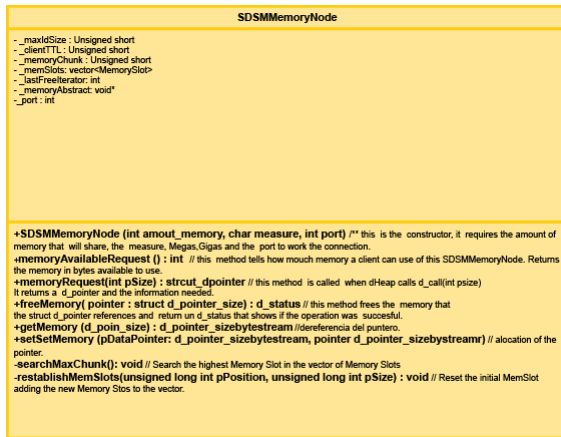 SDSMMemoryNode
- _maxIdSize : Unsigned short
- _clientTTL : Unsigned short
- _memoryChunk : Unsigned short
- _memSlots: vector<MemorySlot>
- _lastFreeIterator: int
- _memoryAbstract: void*
- _port : int
+SDSMMemoryNode (int amout_memory, char measure, int port) /** this is the constructor, it requires the amount of
memory that will share, the measure, Megas,Gigas and the port to work the connection.
+memoryAvailableRequest () : int // this method tells how mouch memory a client can use of this SDSMMemoryNode. Returns
the memory in bytes available to use.
+memoryRequest(int pSize) : strcut_dpointer // this method is called when dHeap calls d_call(int psize)
It returns a d_pointer and the information needed.
+freeMemory( pointer : struct d_pointer_size) : d_status // this method frees the memory that
the struct d_pointer references and return un d_status that shows if the operation was succesful.
+getMemory (d_poin_size) : d_pointer_sizebytestream //dereferencia del puntero.
+setSetMemory (pDataPointer: d_pointer_sizebytestream, pointer d_pointer_sizebystreamr) // alocation of the
pointer.
-searchMaxChunk(): void // Search the highest Memory Slot in the vector of Memory Slots
-restablishMemSlots(unsigned long int pPosition, unsigned long int pSize) : void // Reset the initial MemSlot
adding the new Memory Stos to the vector.